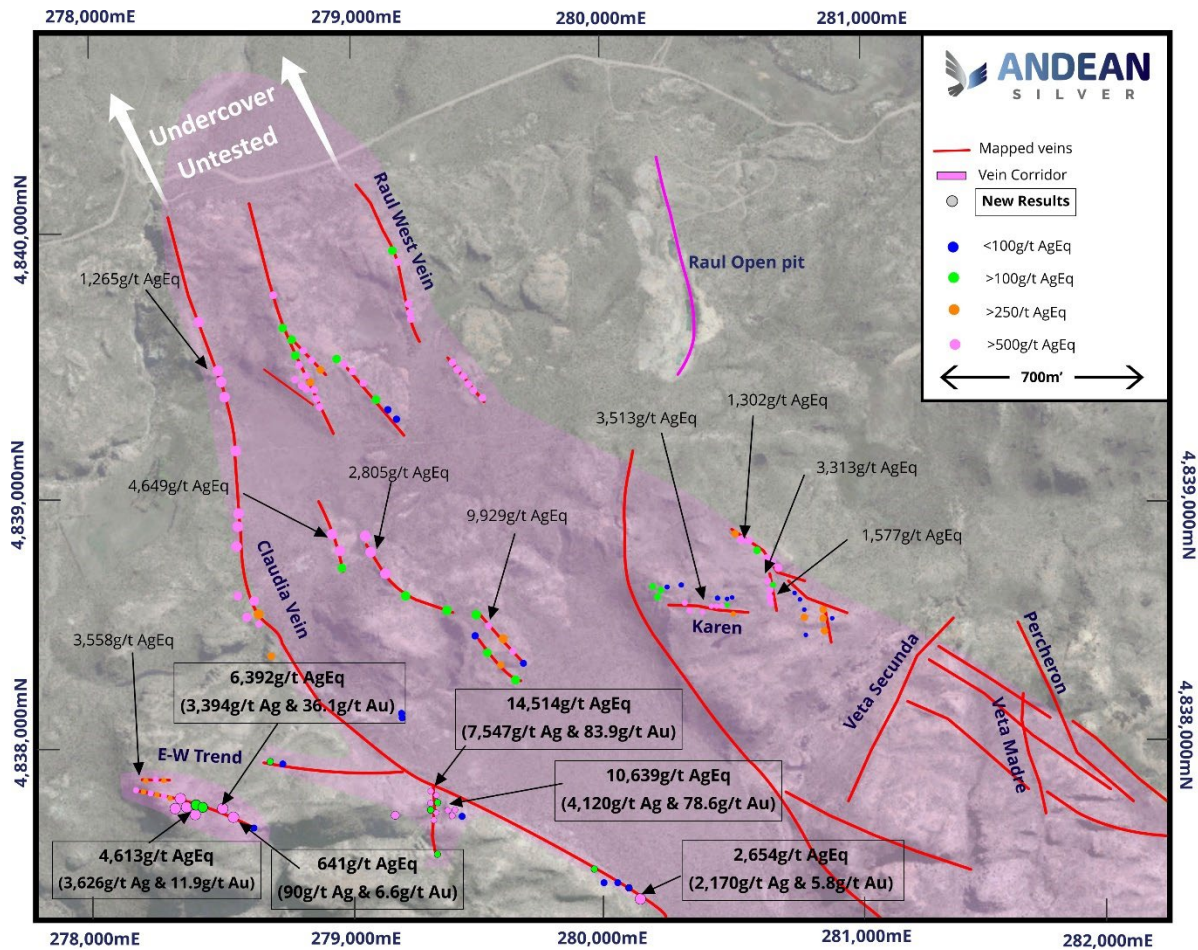 278,000mE
279,000mE
280,000mE
281,000mE
ANDEAN
SILVER
Mapped veins
Vein Corridor
New Results
<100g/t AgEq
>100g/t AgEq
>250/t AgEq
>500g/t AgEq
700m'
Undercover
Untested
Raul West Vein
4,840,000mN
Raul Open pit
1,265g/t AgEq
1,302g/t AgEq
3,513g/t AgEq
3,313g/t AgEq
2,805g/t AgEq
4,649g/t AgEq
9,929g/t AgEq
1,577g/t AgEq
4,839,000mN
4,839,000mN
Claudia Vein
Karen
3,558g/t AgEq
Veta Secunda
Percheron
Veta Madre
6,392g/t AgEq
(3,394g/t Ag & 36.1g/t Au)
14,514g/t AgEq
(7,547g/t Ag & 83.9g/t Au)
4,838,000mN
4,838,000mN
E-W Trend
10,639g/t AgEq
(4,120g/t Ag & 78.6g/t Au)
4,613g/t AgEq
(3,626g/t Ag & 11.9g/t Au)
641g/t AgEq
(90g/t Ag & 6.6g/t Au)
2,654g/t AgEq
(2,170g/t Ag & 5.8g/t Au)
278,000mE
279,000mE
280,000mE
281,000mE
282,000mE